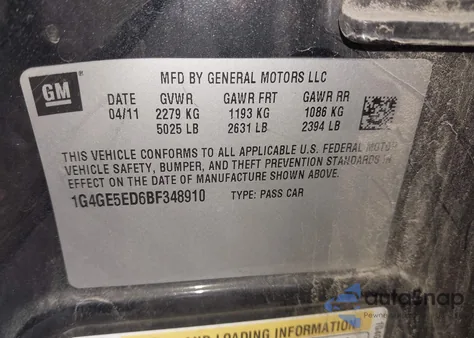 GM
MFD BY GENERAL MOTORS LLC
DATE GVWR GAWR FRT GAWR RR
04/11 2279 KG 1193 KG 1086 KG
5025 LB 2631 LB 2394 LB
THIS VEHICLE CONFORMS TO ALL APPLICABLE U.S. FEDERAL MOTOR
VEHICLE SAFETY, BUMPER, AND THEFT PREVENTION STANDARDS IN
EFFECT ON THE DATE OF MANUFACTURE SHOWN ABOVE.
1G4GE5ED6BF348910 TYPE: PASS CAR
autoSnap
AND LOADING INFORMATION